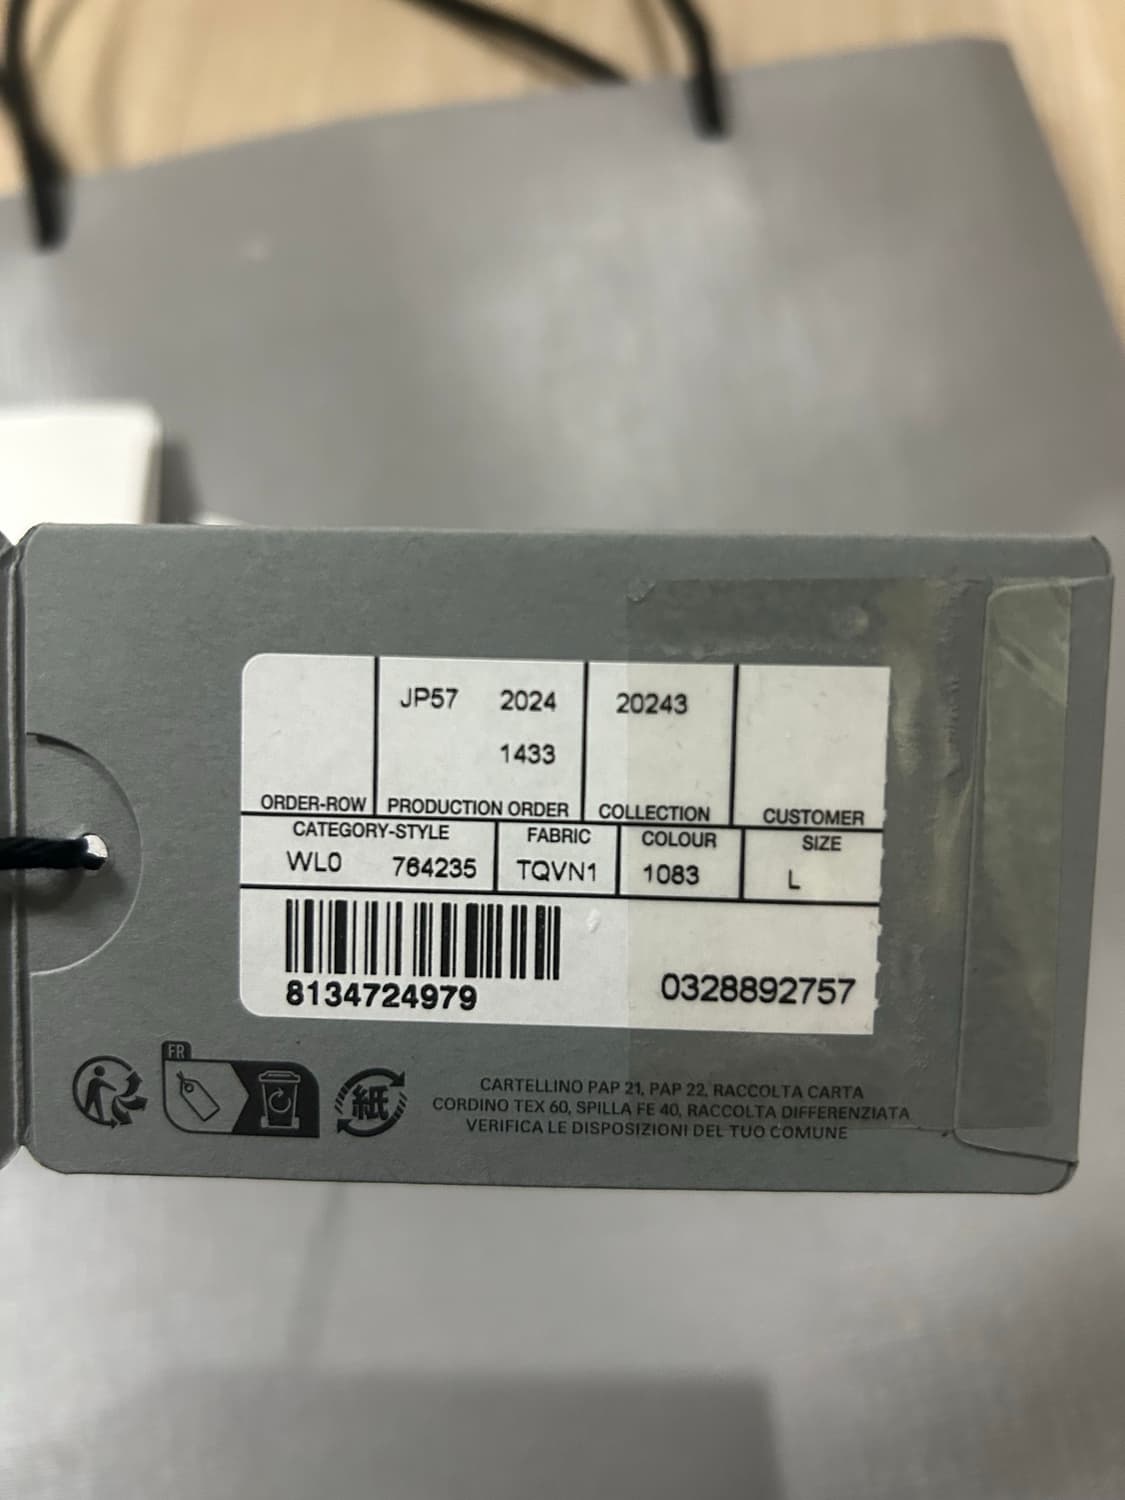 JP57 2024 20243
1433
ORDER-ROW PRODUCTION ORDER COLLECTION CUSTOMER
CATEGORY-STYLE FABRIC COLOUR SIZE
WL0 764235 TQVN1 1083 L
8134724979 0328892757
FR
紙
CARTELLINO PAP 21, PAP 22, RACCOLTA CARTA
CORDINO TEX 60, SPILLA FE 40, RACCOLTA DIFFERENZIATA
VERIFICA LE DISPOSIZIONI DEL TUO COMUNE